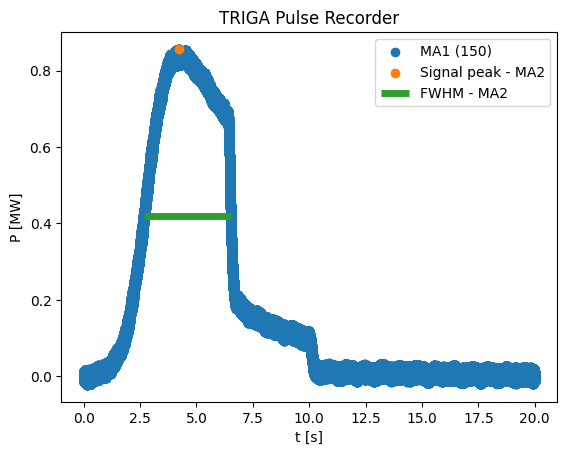 TRIGA Pulse Recorder
MA1 (150)
Signal peak - MA2
FWHM - MA2
P [MW]
0.8
0.6
0.4
0.2
0.0
0.0 2.5 5.0 7.5 10.0 12.5 15.0 17.5 20.0
t [s]